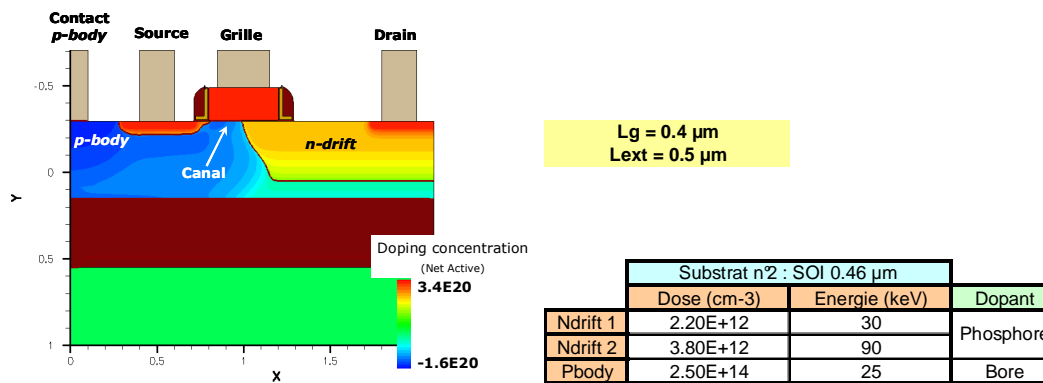 Contact
p-body Source Grille Drain
-0.5
0
0.5
1
Y
0 0.5 1 1.5
X
p-body
n-drift
Canal
Doping concentration
(Net Active)
3.4E20
-1.6E20
Lg = 0.4 µm
Lext = 0.5 µm
Substrat n°2 : SOI 0.46 µm
Dose (cm-3) Energie (keV) Dopant
Ndrift 1 2.20E+12 30 Phosphore
Ndrift 2 3.80E+12 90
Pbody 2.50E+14 25 Bore